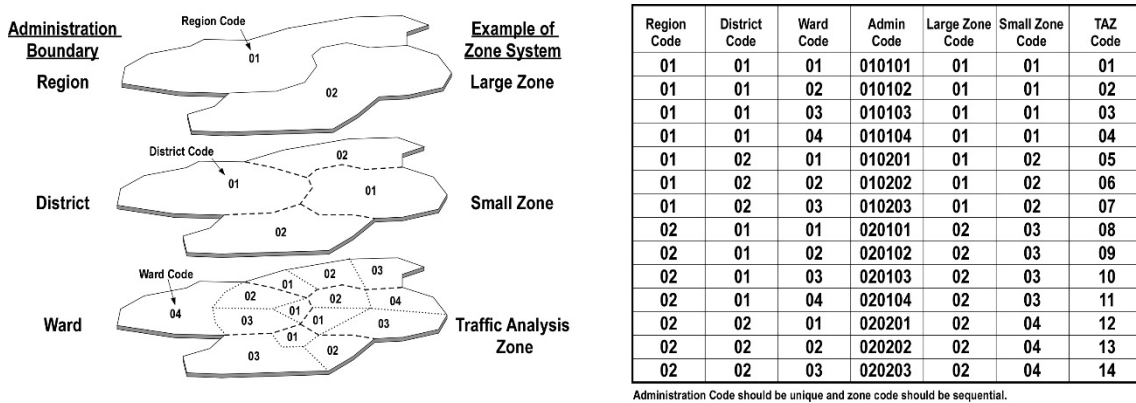 Administration
Boundary
Region Code
Example of
Zone System
Region
01
02
Large Zone
District Code
02
01
01
District
Small Zone
02
Ward Code
03
02
01
02
02
04
04
01
03
01
03
Ward
01
Traffic Analysis
Zone
03
02
Region Code District Code Ward Code Admin Code Large Zone Code Small Zone Code TAZ Code
01 01 01 010101 01 01 01
01 01 02 010102 01 01 02
01 01 03 010103 01 01 03
01 01 04 010104 01 01 04
01 02 01 010201 01 02 05
01 02 02 010202 01 02 06
01 02 03 010203 01 02 07
02 01 01 020101 02 03 08
02 01 02 020102 02 03 09
02 01 03 020103 02 03 10
02 01 04 020104 02 03 11
02 02 01 020201 02 04 12
02 02 02 020202 02 04 13
02 02 03 020203 02 04 14
Administration Code should be unique and zone code should be sequential.